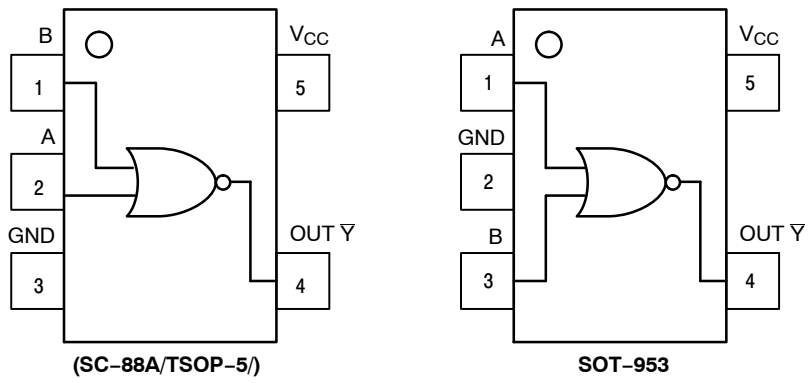 B
VCC
1
5
A
2
GND
OUT Y̅
3
4
(SC–88A/TSOP–5/)
A
VCC
1
5
GND
2
B
OUT Y̅
3
4
SOT–953